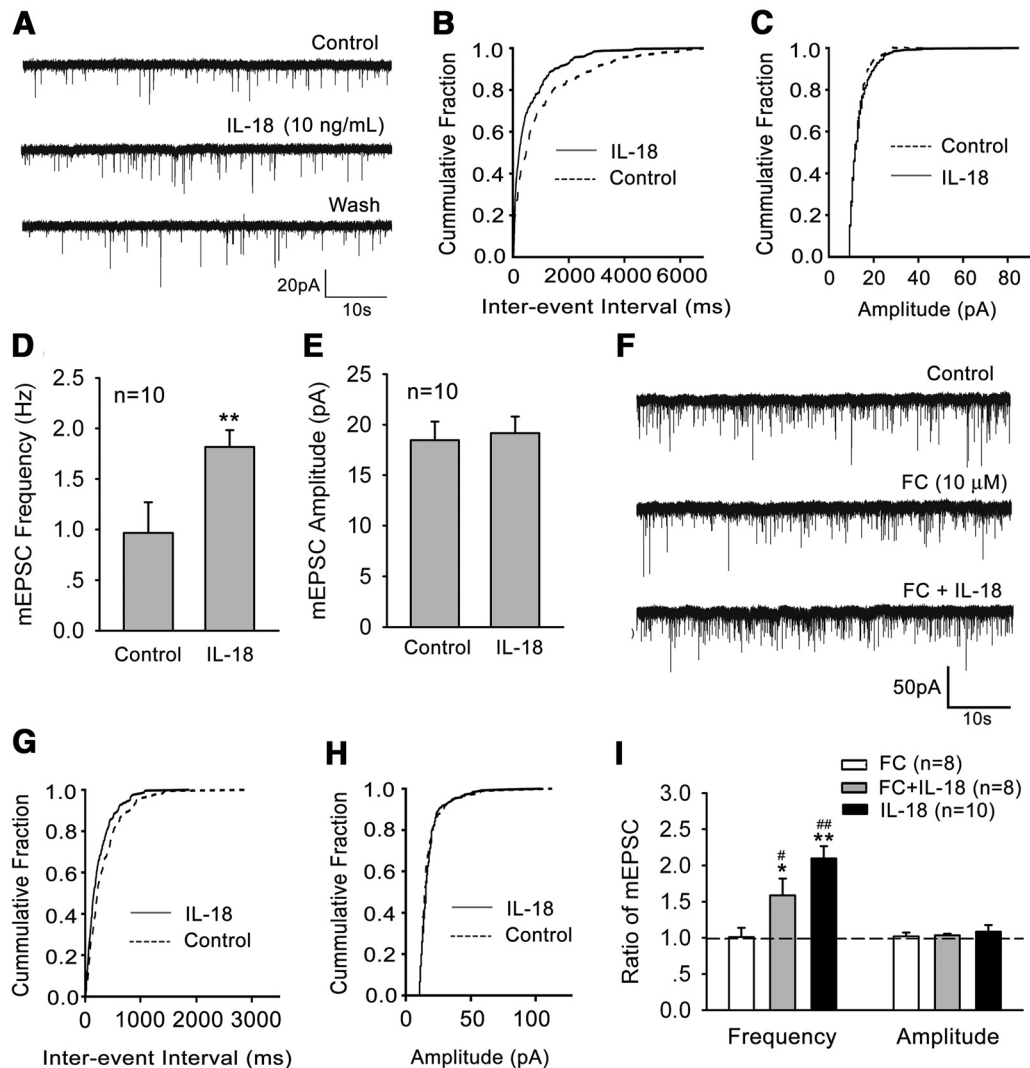 A
Control
IL-18 (10 ng/mL)
Wash
20pA
10s
B
Cummulative Fraction
1.0
0.8
0.6
0.4
0.2
0.0
IL-18
Control
0 2000 4000 6000
Inter-event Interval (ms)
C
Cummulative Fraction
1.0
0.8
0.6
0.4
0.2
0.0
Control
IL-18
0 20 40 60 80
Amplitude (pA)
D
mEPSC Frequency (Hz)
2.5
2.0
1.5
1.0
.5
0.0
n=10
**
Control IL-18
E
mEPSC Amplitude (pA)
25
20
15
10
5
0
n=10
Control IL-18
F
Control
FC (10 μM)
FC + IL-18
50pA
10s
G
Cummulative Fraction
1.0
0.8
0.6
0.4
0.2
0.0
IL-18
Control
0 1000 2000 3000
Inter-event Interval (ms)
H
Cummulative Fraction
1.0
0.8
0.6
0.4
0.2
0.0
IL-18
Control
0 50 100
Amplitude (pA)
I
FC (n=8)
FC+IL-18 (n=8)
IL-18 (n=10)
Ratio of mEPSC
3.0
2.5
2.0
1.5
1.0
.5
0.0
#
*
##
**
Frequency Amplitude